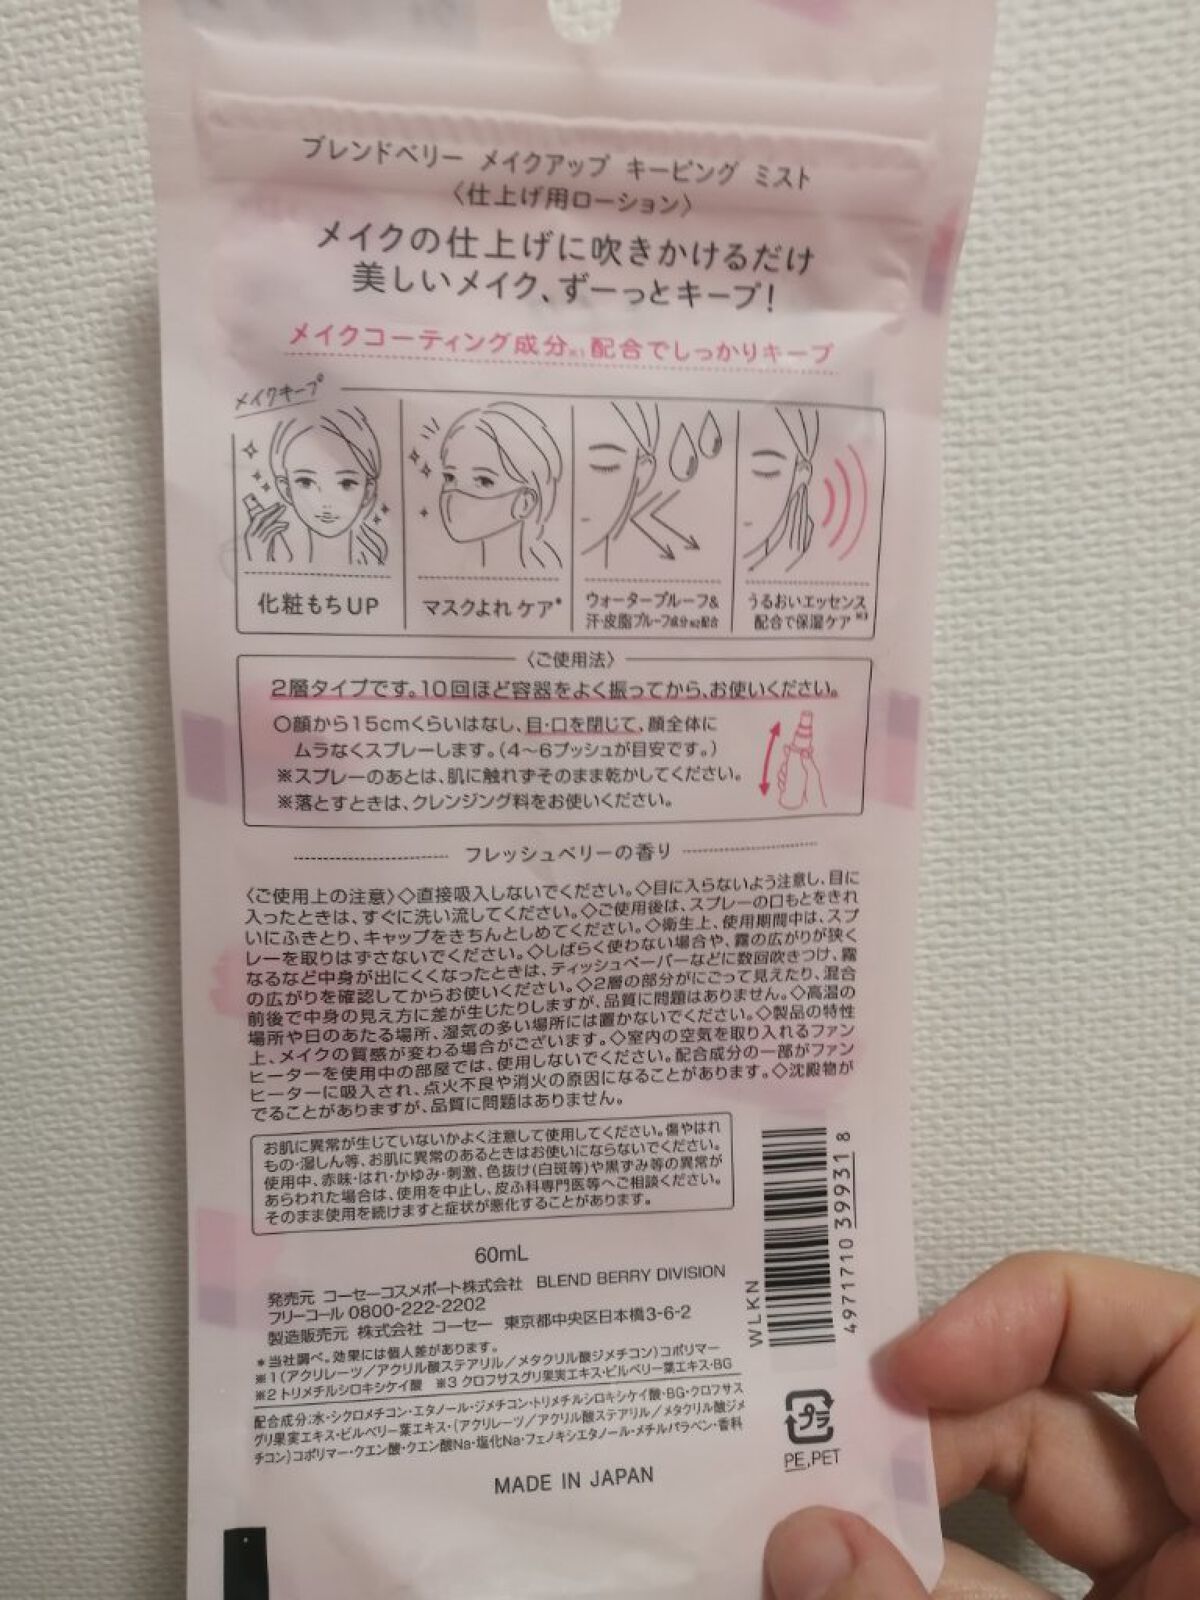 ブレンドベリー メイクアップ キーピング ミスト
〈仕上げ用ローション〉
メイクの仕上げに吹きかけるだけ
美しいメイク、ずーっとキープ!
メイクコーティング成分※1配合でしっかりキープ
メイクキープ
化粧もちUP
マスクよれケア*
ウォータープルーフ&
汗・皮脂プルーフ成分※2配合
うるおいエッセンス
配合で保湿ケア※3
〈ご使用法〉
2層タイプです。10回ほど容器をよく振ってから、お使いください。
〇顔から15cmくらいはなし、目・口を閉じて、顔全体に
ムラなくスプレーします。(4〜6プッシュが目安です。)
※スプレーのあとは、肌に触れずそのまま乾かしてください。
※落とすときは、クレンジング料をお使いください。
フレッシュベリーの香り
〈ご使用上の注意〉◇直接吸入しないでください。◇目に入らないよう注意し、目に
入ったときは、すぐに洗い流してください。◇ご使用後は、スプレーの口もとをきれ
いにふきとり、キャップをきちんとしめてください。◇衛生上、使用期間中は、スプ
レーを取りはずさないでください。◇しばらく使わない場合や、霧の広がりが狭く
なるなど中身が出にくくなったときは、ティッシュペーパーなどに数回吹きつけ、霧
の広がりを確認してからお使いください。◇2層の部分がにごって見えたり、混合
前後で中身の見え方に差が生じたりしますが、品質に問題はありません。◇高温の
場所や日のあたる場所、湿気の多い場所には置かないでください。◇製品の特性
上、メイクの質感が変わる場合がございます。◇室内の空気を取り入れるファン
ヒーターを使用中の部屋では、使用しないでください。配合成分の一部がファン
ヒーターに吸入され、点火不良や消火の原因になることがあります。◇沈殿物が
でることがありますが、品質に問題はありません。
お肌に異常が生じていないかよく注意して使用してください。傷やはれ
もの・湿しん等、お肌に異常のあるときはお使いにならないでください。
使用中、赤味・はれ・かゆみ・刺激、色抜け(白斑等)や黒ずみ等の異常が
あらわれた場合は、使用を中止し、皮ふ科専門医等へご相談ください。
そのまま使用を続けますと症状が悪化することがあります。
60mL
発売元 コーセーコスメポート株式会社 BLEND BERRY DIVISION
フリーコール 0800-222-2202
製造販売元 株式会社 コーセー 東京都中央区日本橋3-6-2
*当社調べ。効果には個人差があります。
※1(アクリレーツ/アクリル酸ステアリル/メタクリル酸ジメチコン)コポリマー
※2トリメチルシロキシケイ酸 ※3 クロフサスグリ果実エキス・ビルベリー葉エキス・BG
配合成分:水・シクロメチコン・エタノール・ジメチコン・トリメチルシロキシケイ酸・BG・クロフサス
グリ果実エキス・ビルベリー葉エキス・(アクリレーツ/アクリル酸ステアリル/メタクリル酸ジメ
チコン)コポリマー・クエン酸・クエン酸Na・塩化Na・フェノキシエタノール・メチルパラベン・香料
MADE IN JAPAN
WLKN
4971710 399318
プラ
PE,PET